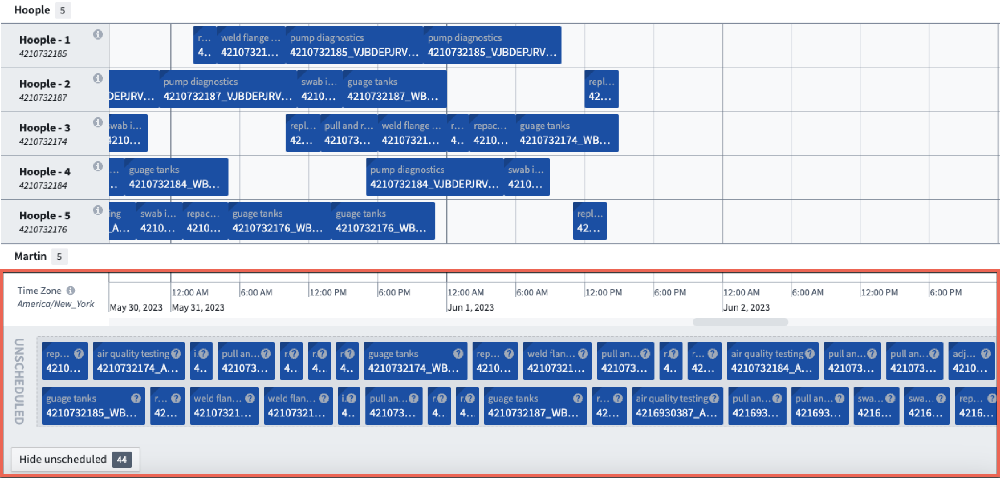 Hoople 5
Hoople - 1
4210732185
r... weld flange ... pump diagnostics pump diagnostics
4.. 42107321... 4210732185_VJBDEPJRV... 4210732185_VJBDEPJRV...
Hoople - 2
4210732187
pump diagnostics swab i... guage tanks repl...
DEPJRV... 4210732187_VJBDEPJRV... 4210... 4210732187_WB... 42...
Hoople - 3
4210732174
swab i... repl... pull and r... weld flange ... r... repac... guage tanks
4210... 42... 421073... 42107321... 4.. 4210... 4210732174_WB...
Hoople - 4
4210732184
... guage tanks pump diagnostics swab i...
.. 4210732184_WB... 4210732184_VJBDEPJRV... 4210...
Hoople - 5
4210732176
ing swab i... repac... guage tanks guage tanks repl...
_A... 4210... 4210... 4210732176_WB... 4210732176_WB... 42...
Martin 5
Time Zone
America/New_York
12:00 AM 6:00 AM 12:00 PM 6:00 PM 12:00 AM 6:00 AM 12:00 PM 6:00 PM 12:00 AM 6:00 AM 12:00 PM 6:00 PM
May 30, 2023 May 31, 2023 Jun 1, 2023 Jun 2, 2023
UNSCHEDULED
rep... air quality testing i. pull an... r. r. r guage tanks rep... weld flan... pull an... r. r... air quality testing pull an... pull an... adj...
4210... 4210732174_A... 4.. 421073... 4.. 4... 4.. 4210732174_WB... 4210... 42107321... 421073... 4.. 42... 4210732184_A... 421073... 421073... 4210...
guage tanks r... weld flan... weld flan... i. pull an... r. r. guage tanks r... air quality testing pull an... pull an... swa... swa... rep...
4210732185_WB... 42... 42107321... 42107321... 4.. 421073... 4.. 4... 4210732187_WB... 42... 4216930387_A... 421693... 421693... 4216... 4216... 4216...
Hide unscheduled 44